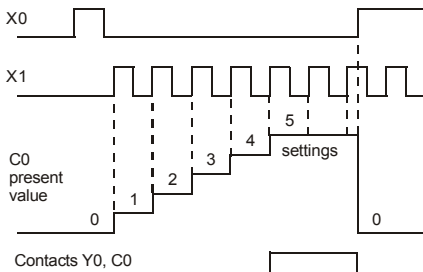 X0
X1
5
4
settings
3
C0
present
value
2
1
0
0
Contacts Y0, C0